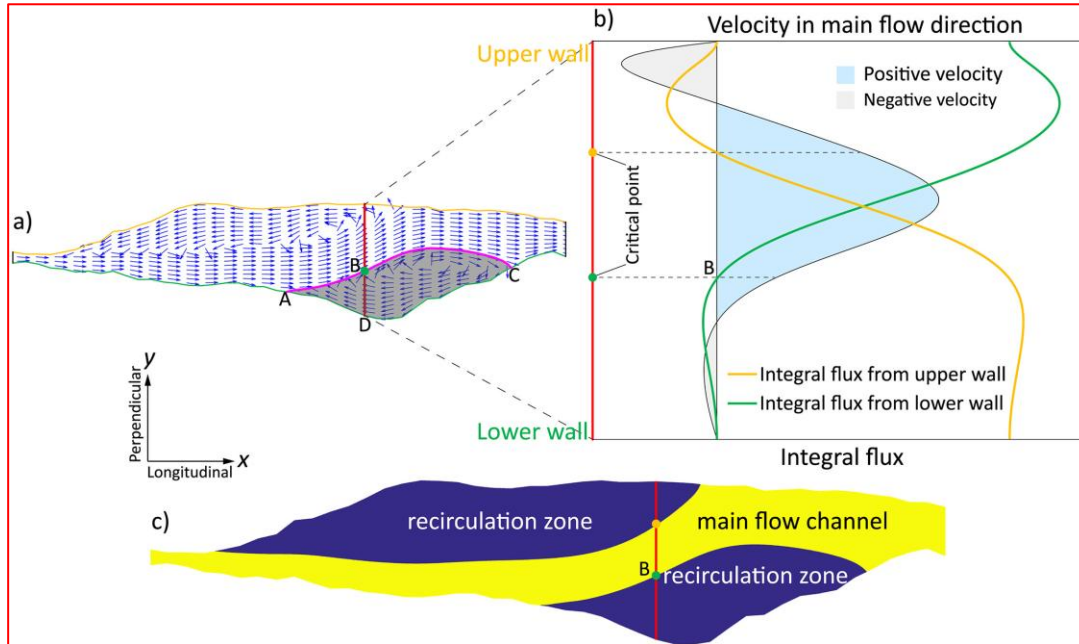 b)
Velocity in main flow direction
Upper wall
Positive velocity
Negative velocity
Critical point
B
Integral flux from upper wall
Integral flux from lower wall
Lower wall
Integral flux
a)
B
A
C
D
y
Perpendicular
Longitudinal
x
c)
recirculation zone
main flow channel
B
recirculation zone